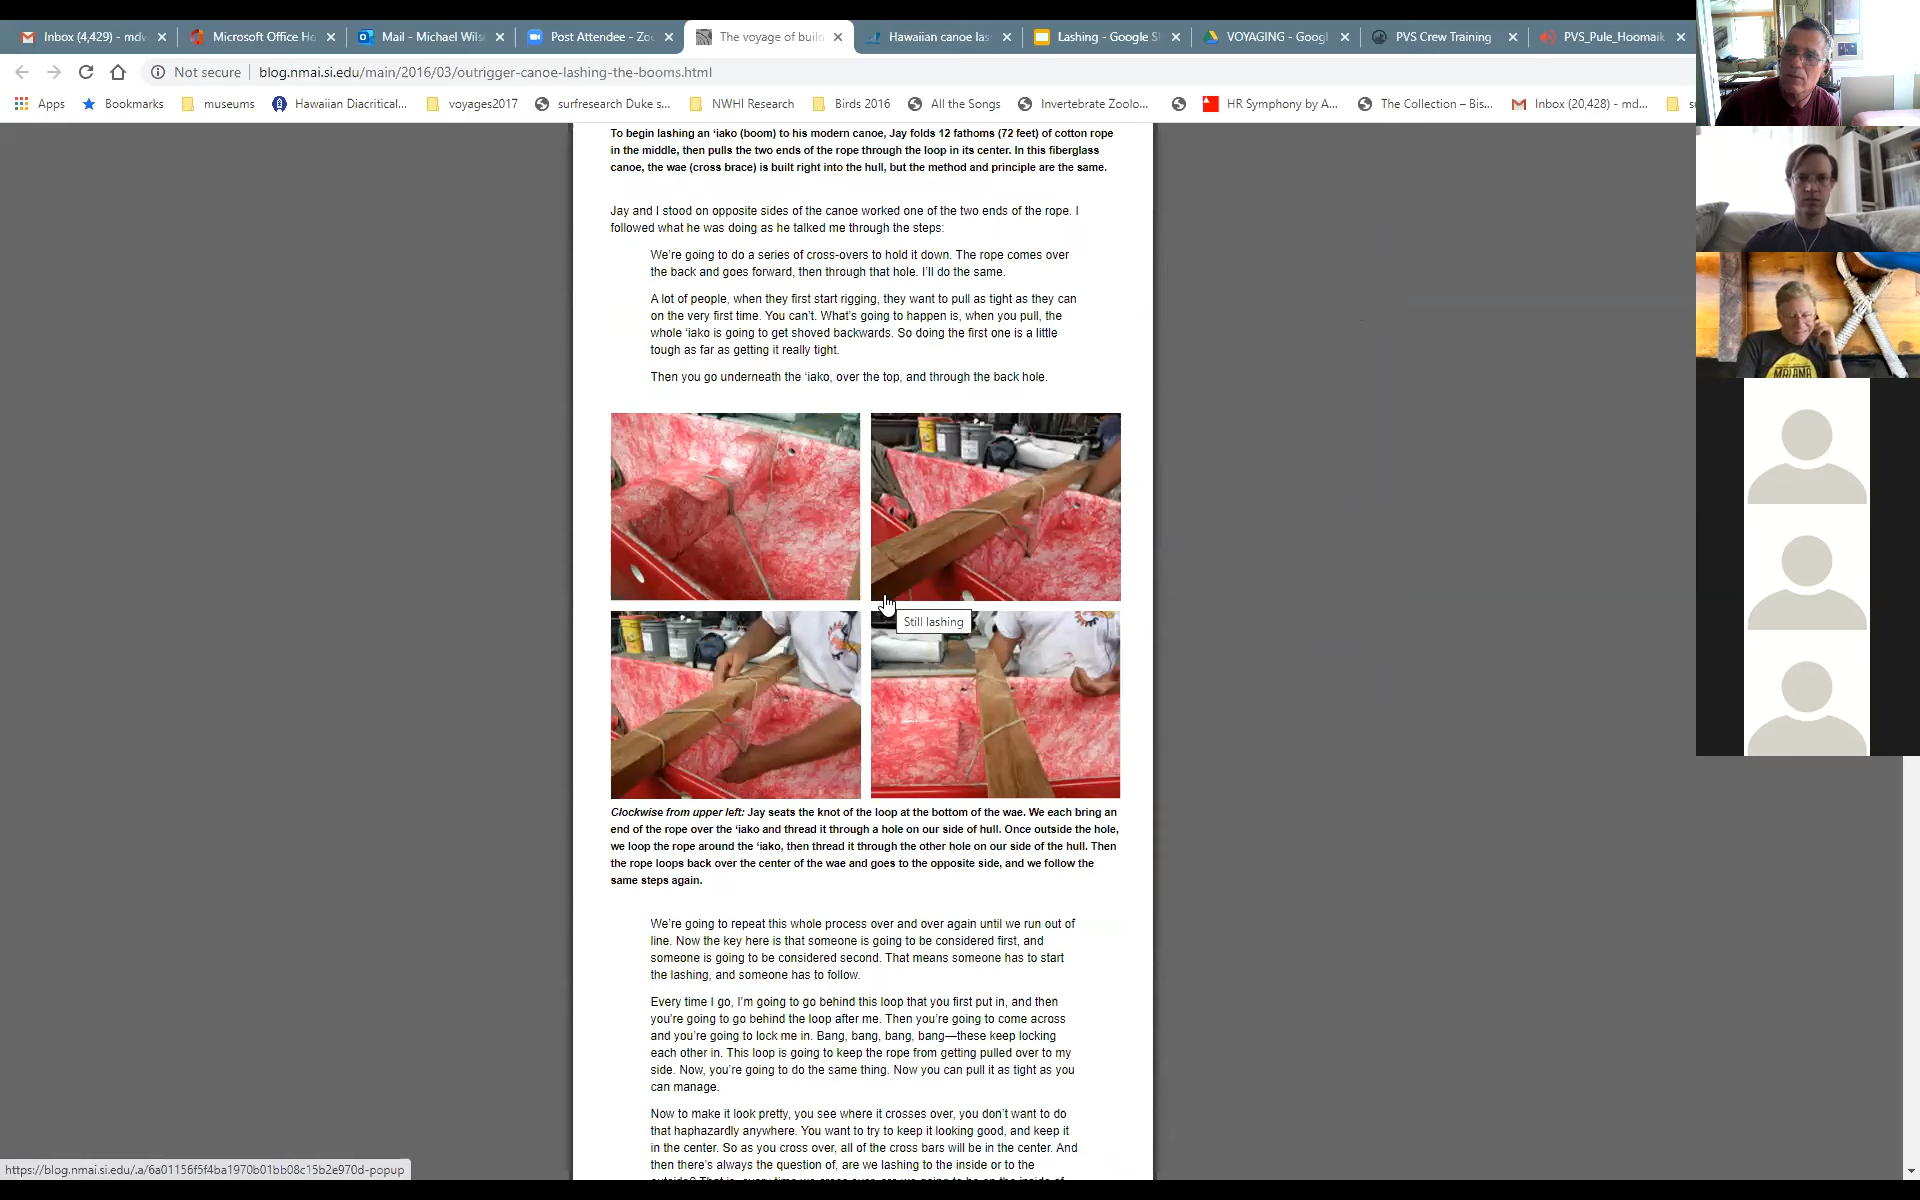 Inbox (4,429) - mdw
Microsoft Office Ho
Mail - Michael Wils
Post Attendee - Zo
The voyage of build
Hawaiian canoe las
Lashing - Google S
VOYAGING - Googl
PVS Crew Training
PVS_Pule_Hoomaik
Not secure
blog.nmai.si.edu/main/2016/03/outrigger-canoe-lashing-the-booms.html
Apps
Bookmarks
museums
Hawaiian Diacritical...
voyages2017
surfresearch Duke s...
NWHI Research
Birds 2016
All the Songs
Invertebrate Zoolo...
HR Symphony by A...
The Collection – Bis...
Inbox (20,428) - md...
To begin lashing an ‘iako (boom) to his modern canoe, Jay folds 12 fathoms (72 feet) of cotton rope
in the middle, then pulls the two ends of the rope through the loop in its center. In this fiberglass
canoe, the wae (cross brace) is built right into the hull, but the method and principle are the same.
Jay and I stood on opposite sides of the canoe worked one of the two ends of the rope. I
followed what he was doing as he talked me through the steps:
We’re going to do a series of cross-overs to hold it down. The rope comes over
the back and goes forward, then through that hole. I’ll do the same.
A lot of people, when they first start rigging, they want to pull as tight as they can
on the very first time. You can’t. What’s going to happen is, when you pull, the
whole ‘iako is going to get shoved backwards. So doing the first one is a little
tough as far as getting it really tight.
Then you go underneath the ‘iako, over the top, and through the back hole.
Still lashing
Clockwise from upper left: Jay seats the knot of the loop at the bottom of the wae. We each bring an
end of the rope over the ‘iako and thread it through a hole on our side of hull. Once outside the hole,
we loop the rope around the ‘iako, then thread it through the other hole on our side of the hull. Then
the rope loops back over the center of the wae and goes to the opposite side, and we follow the
same steps again.
We’re going to repeat this whole process over and over again until we run out of
line. Now the key here is that someone is going to be considered first, and
someone is going to be considered second. That means someone has to start
the lashing, and someone has to follow.
Every time I go, I’m going to go behind this loop that you first put in, and then
you’re going to go behind the loop after me. Then you’re going to come across
and you’re going to lock me in. Bang, bang, bang, bang—these keep locking
each other in. This loop is going to keep the rope from getting pulled over to my
side. Now, you’re going to do the same thing. Now you can pull it as tight as you
can manage.
Now to make it look pretty, you see where it crosses over, you don’t want to do
that haphazardly anywhere. You want to try to keep it looking good, and keep it
in the center. So as you cross over, all of the cross bars will be in the center. And
then there’s always the question of, are we lashing to the inside or to the
https://blog.nmai.si.edu/.a/6a01156f5f4ba1970b01bb08c15b2e970d-popup
MALAMA